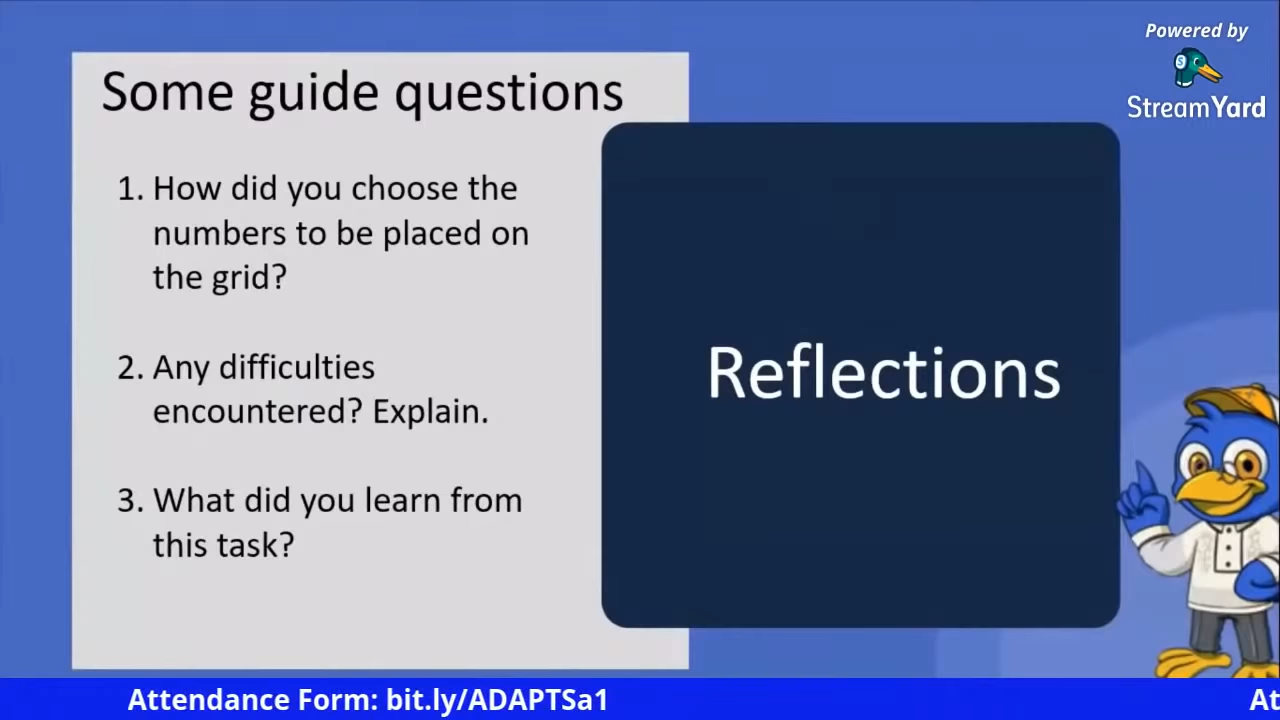 Powered by
StreamYard
Some guide questions
1. How did you choose the
numbers to be placed on
the grid?
2. Any difficulties
encountered? Explain.
3. What did you learn from
this task?
Reflections
Attendance Form: bit.ly/ADAPTSa1
At